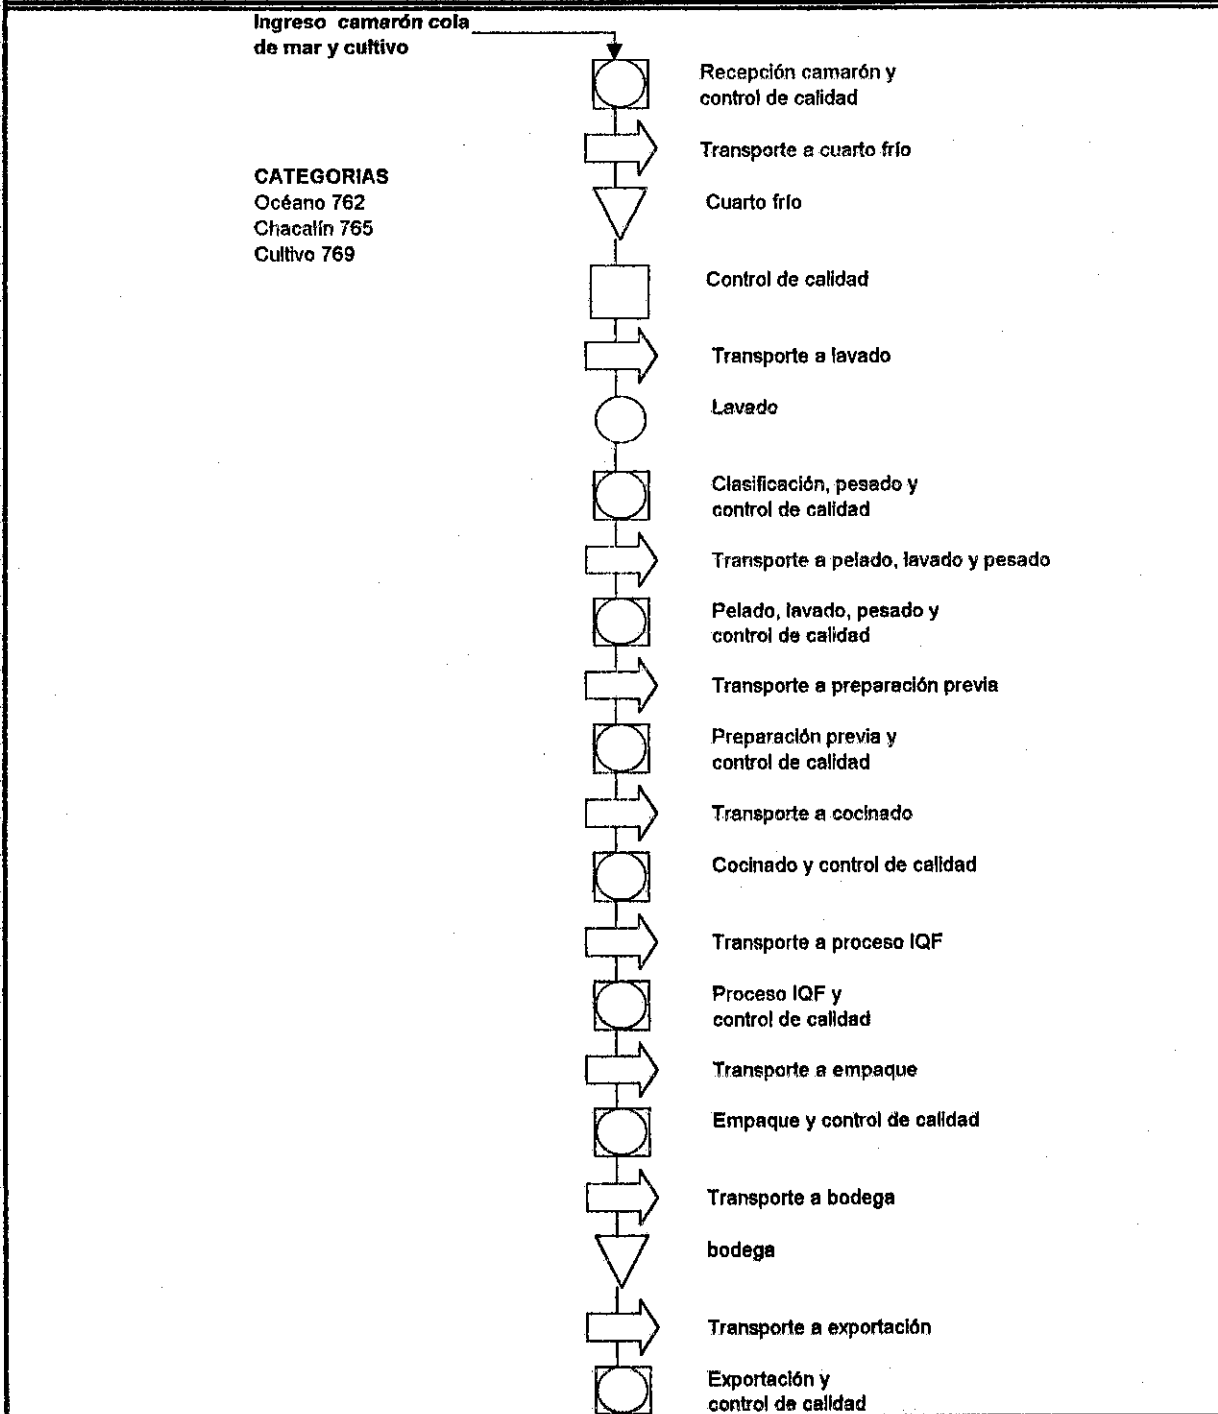 Ingreso camarón cola
de mar y cultivo
Recepción camarón y
control de calidad
Transporte a cuarto frío
CATEGORIAS
Océano 762
Chacalín 765
Cultivo 769
Cuarto frío
Control de calidad
Transporte a lavado
Lavado
Clasificación, pesado y
control de calidad
Transporte a pelado, lavado y pesado
Pelado, lavado, pesado y
control de calidad
Transporte a preparación previa
Preparación previa y
control de calidad
Transporte a cocinado
Cocinado y control de calidad
Transporte a proceso IQF
Proceso IQF y
control de calidad
Transporte a empaque
Empaque y control de calidad
Transporte a bodega
bodega
Transporte a exportación
Exportación y
control de calidad